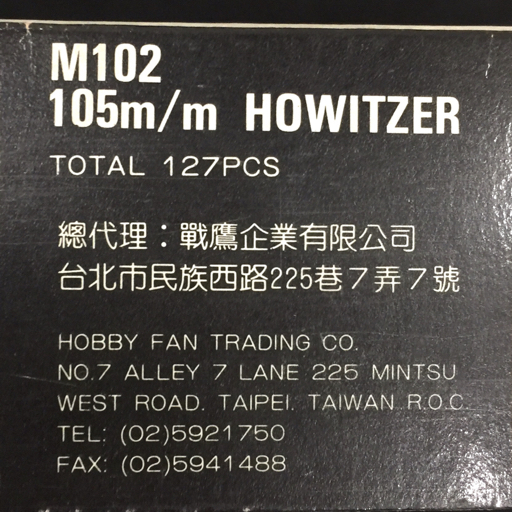 M102
105m/m HOWITZER
TOTAL 127PCS
總代理：戰鷹企業有限公司
台北市民族西路225巷７弄７號
HOBBY FAN TRADING CO.
NO.7 ALLEY 7 LANE 225 MINTSU
WEST ROAD. TAIPEI. TAIWAN R.O.C.
TEL: (02)5921750
FAX: (02)5941488